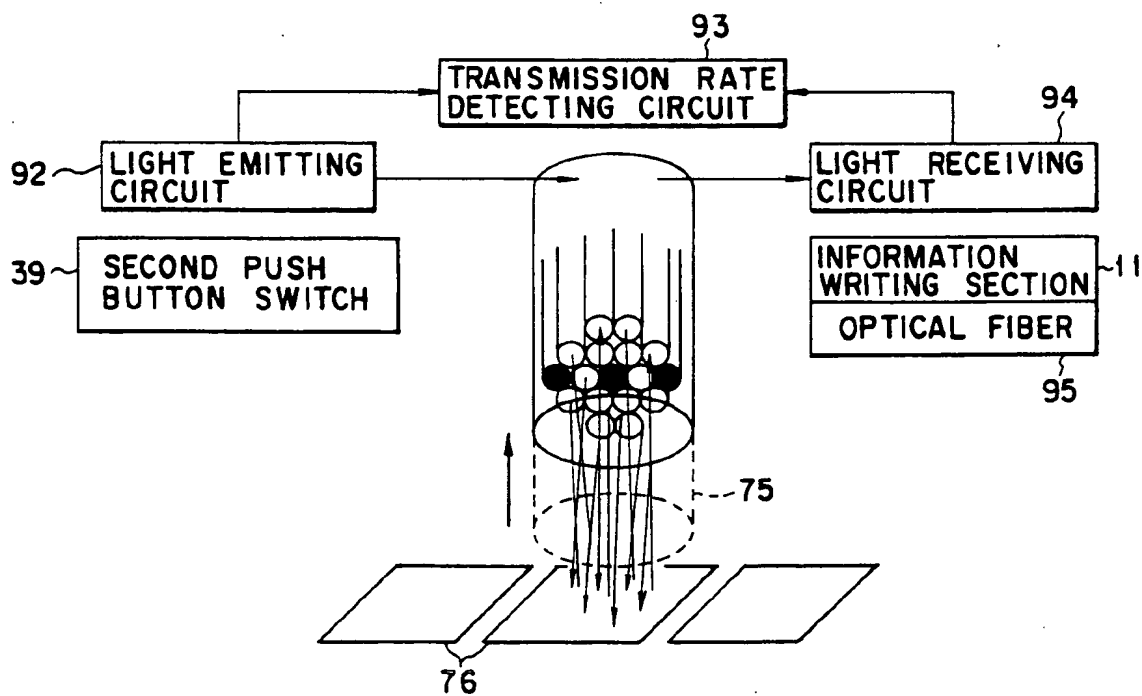 93
TRANSMISSION RATE
DETECTING CIRCUIT
94
92
LIGHT EMITTING
CIRCUIT
LIGHT RECEIVING
CIRCUIT
39
SECOND PUSH
BUTTON SWITCH
INFORMATION
WRITING SECTION
11
OPTICAL FIBER
95
75
76